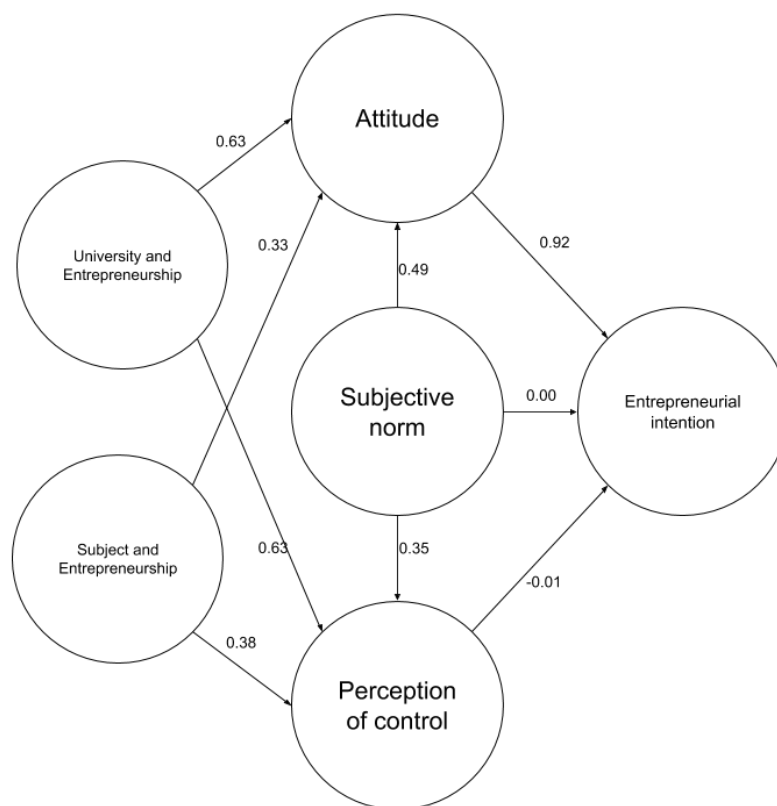 Attitude
0.63
University and
Entrepreneurship
0.33
0.49
0.92
Subjective
norm
0.00
Entrepreneurial
intention
Subject and
Entrepreneurship
0.63
0.35
-0.01
0.38
Perception
of control